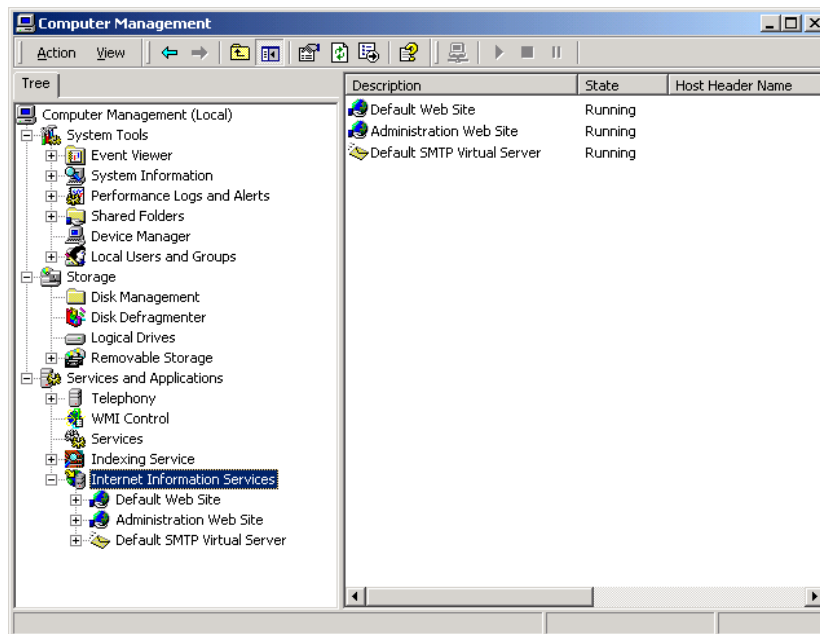 Computer Management
Action View
Tree
Description State Host Header Name
Computer Management (Local)
System Tools
Event Viewer
System Information
Performance Logs and Alerts
Shared Folders
Device Manager
Local Users and Groups
Storage
Disk Management
Disk Defragmenter
Logical Drives
Removable Storage
Services and Applications
Telephony
WMI Control
Services
Indexing Service
Internet Information Services
Default Web Site
Administration Web Site
Default SMTP Virtual Server
Default Web Site Running
Administration Web Site Running
Default SMTP Virtual Server Running